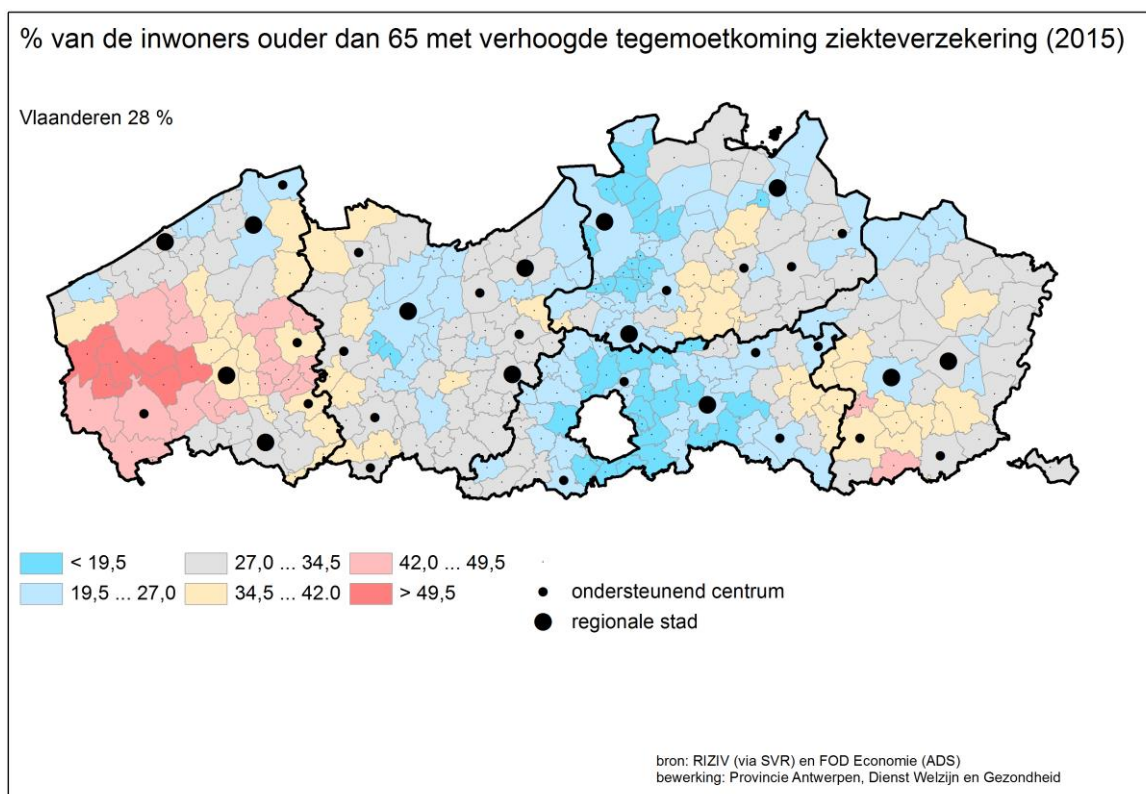 % van de inwoners ouder dan 65 met verhoogde tegemoetkoming ziekteverzekering (2015)
Vlaanderen 28 %
< 19,5
27,0 ... 34,5
42,0 ... 49,5
19,5 ... 27,0
34,5 ... 42.0
> 49,5
ondersteunend centrum
regionale stad
bron: RIZIV (via SVR) en FOD Economie (ADS)
bewerking: Provincie Antwerpen, Dienst Welzijn en Gezondheid